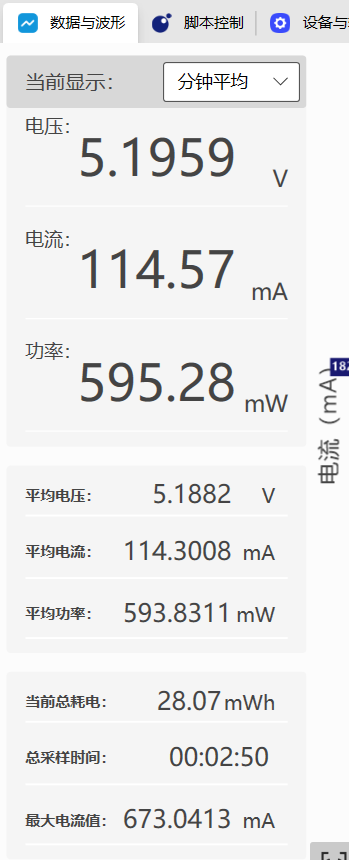 数据与波形 脚本控制 设备与
当前显示: 分钟平均
电压:
5.1959 V
电流:
114.57 mA
功率:
595.28 mW
平均电压: 5.1882 V
平均电流: 114.3008 mA
平均功率: 593.8311 mW
当前总耗电: 28.07 mWh
总采样时间: 00:02:50
最大电流值: 673.0413 mA
182
电流（mA）